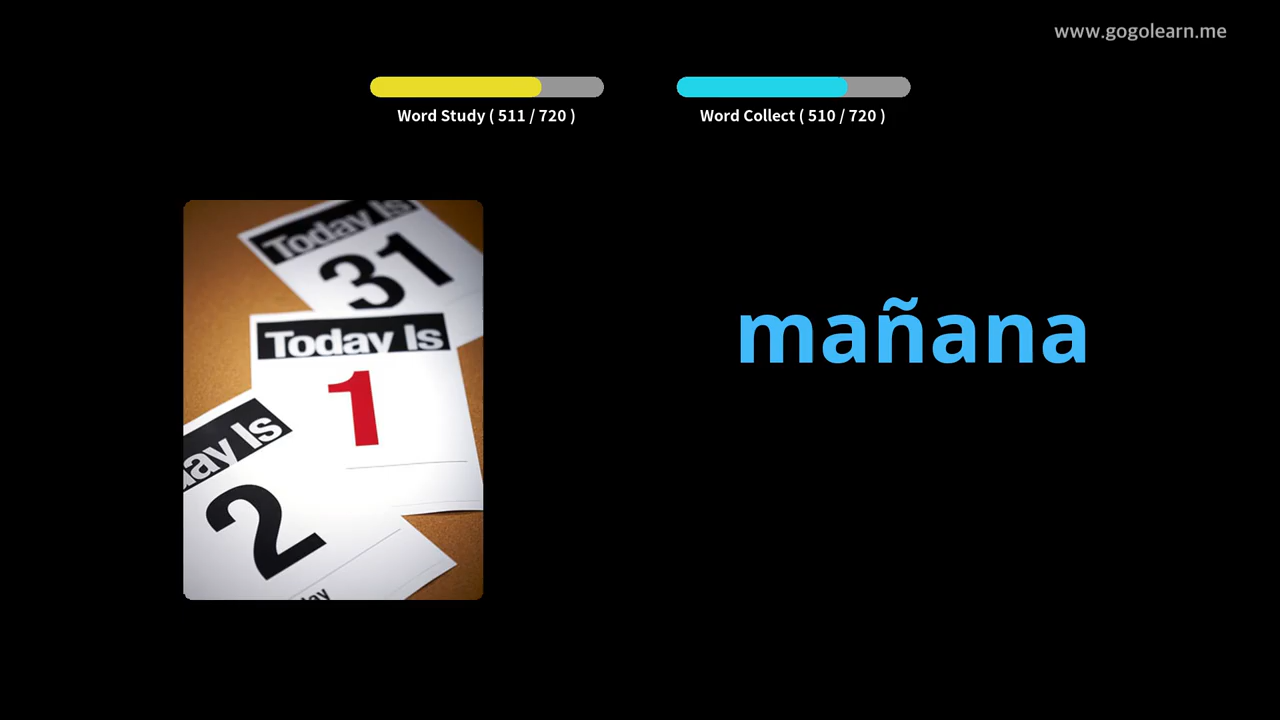 www.gogolearn.me
Word Study ( 511 / 720 )
Word Collect ( 510 / 720 )
Today Is
31
Today Is
1
ay Is
2
mañana